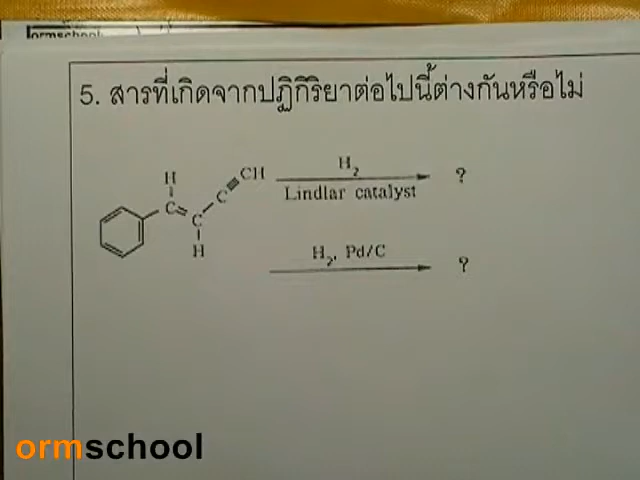 ormschool
5. สารที่เกิดจากปฏิกิริยาต่อไปนี้ต่างกันหรือไม่
H
C
C
H
C
CH
H₂
Lindlar catalyst
?
H₂, Pd/C
?
ormschool